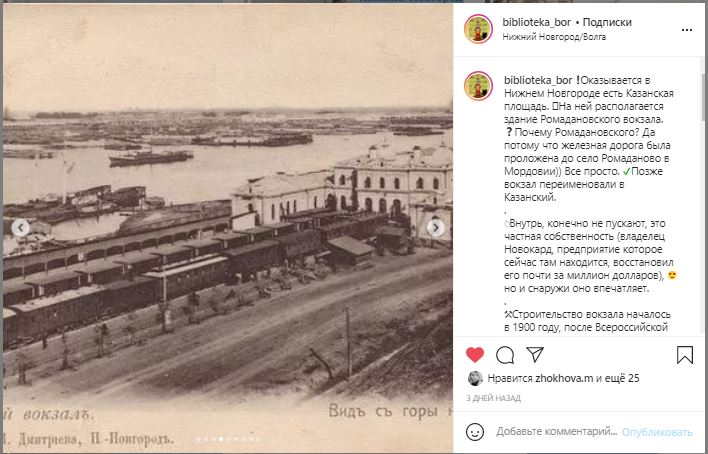 biblioteka_bor • Подписки
Нижний Новгород/Волга
biblioteka_bor ❗Оказывается в
Нижнем Новгороде есть Казанская
площадь. На ней располагается
здание Ромадановского вокзала.
❓Почему Ромадановского? Да
потому что железная дорога была
проложена до село Ромаданово в
Мордовии)) Все просто. ✔Позже
вокзал переименовали в
Казанский.
.
Внутрь, конечно не пускают, это
частная собственность (владелец
Новокард, предприятие которое
сейчас там находится, восстановил
его почти за миллион долларов), 😍
но и снаружи оно впечатляет.
.
⚒Строительство вокзала началось
в 1900 году, после Всероссийской
Нравится zhokhova.m и ещё 25
3 ДНЕЙ НАЗАД
Добавьте комментарий... Опубликовать
й вокзалъ.
Видъ съ горы
Дмитриева, Н.-Новгородъ.